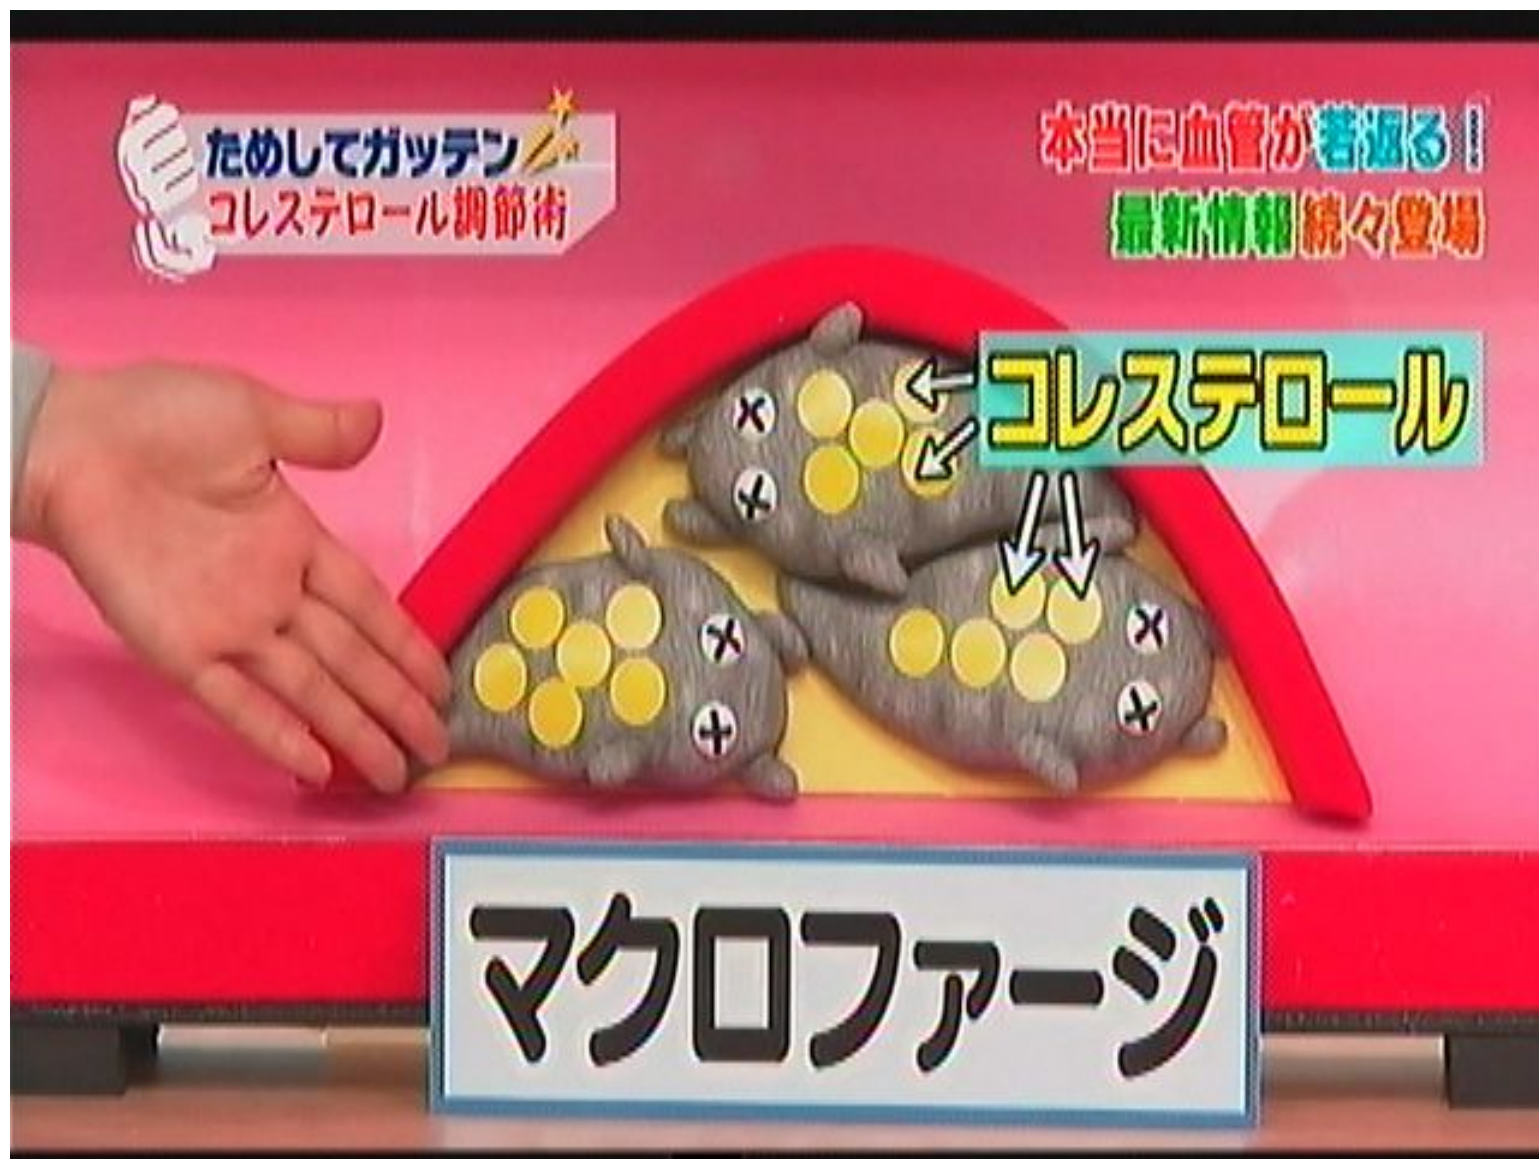 ためしてガッテン
コレステロール調節術
本当に血管が若返る!
最新情報続々登場
コレステロール
マクロファージ